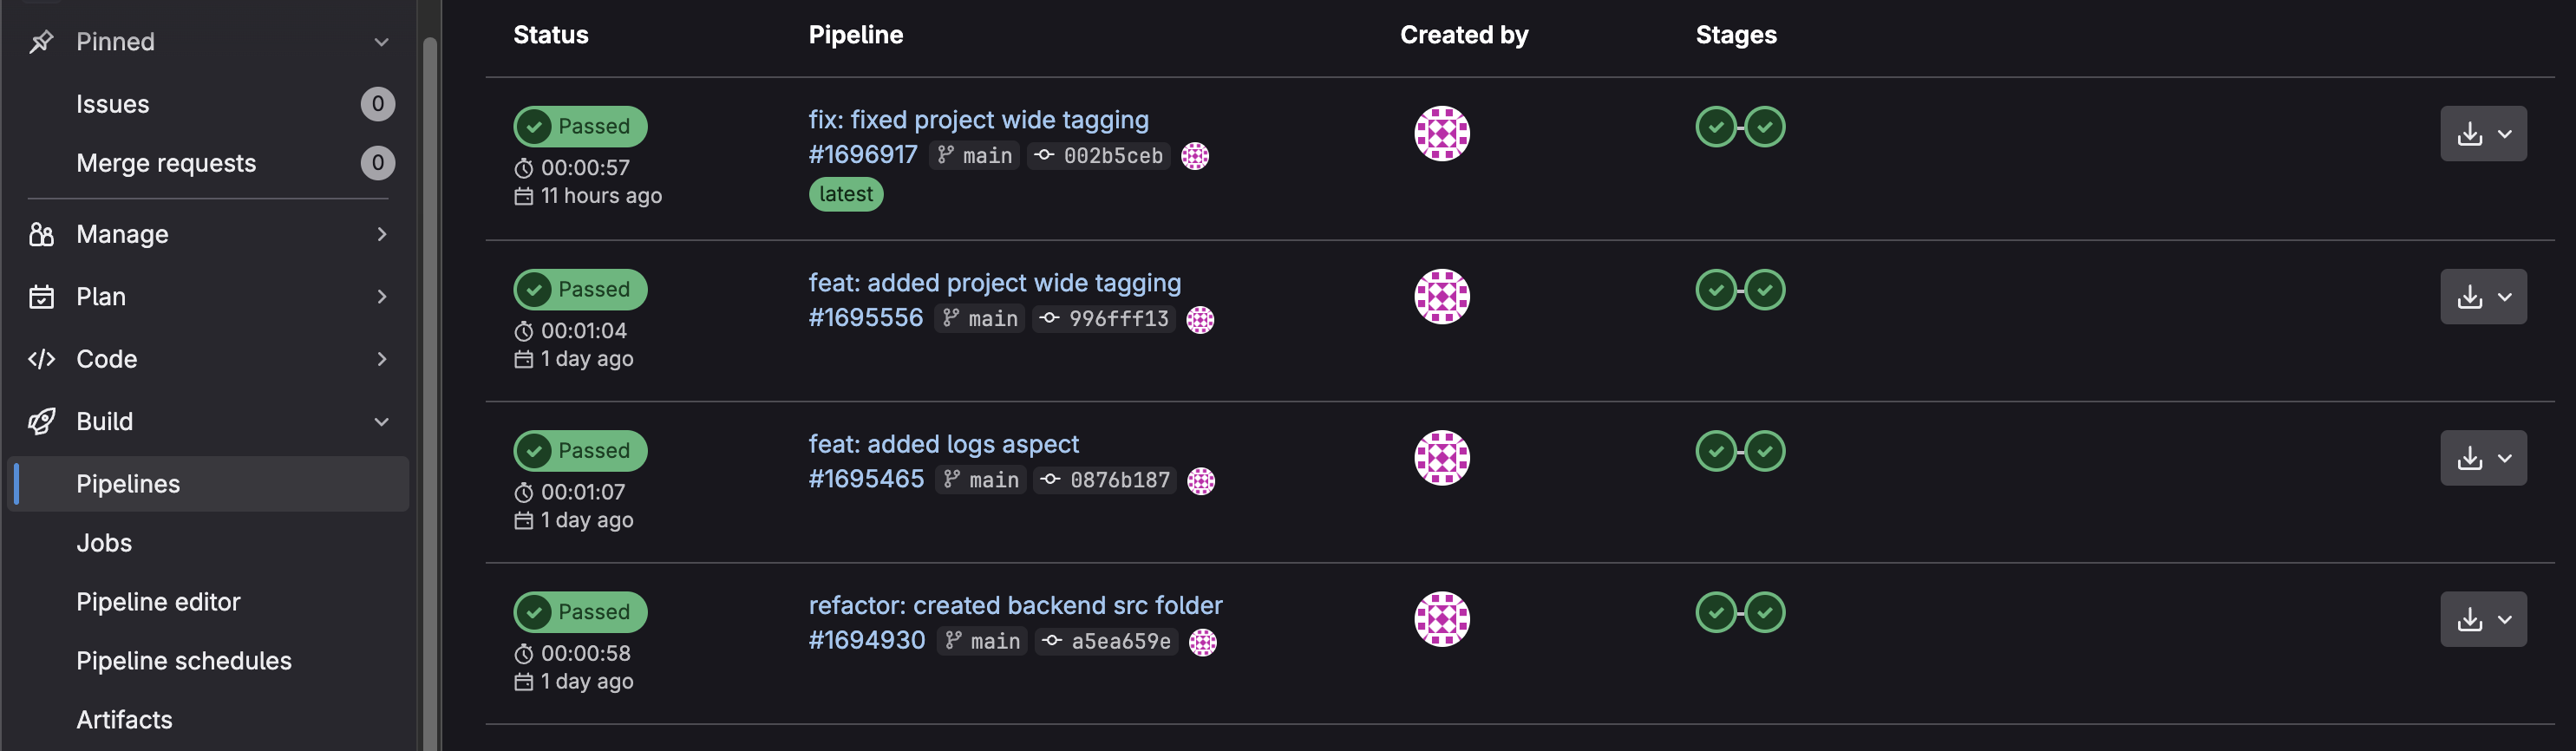 Pinned
Issues 0
Merge requests 0
Manage
Plan
Code
Build
Pipelines
Jobs
Pipeline editor
Pipeline schedules
Artifacts
Status Pipeline Created by Stages
Passed
00:00:57
11 hours ago
fix: fixed project wide tagging
#1696917 main 002b5ceb
latest
Passed
00:01:04
1 day ago
feat: added project wide tagging
#1695556 main 996fff13
Passed
00:01:07
1 day ago
feat: added logs aspect
#1695465 main 0876b187
Passed
00:00:58
1 day ago
refactor: created backend src folder
#1694930 main a5ea659e